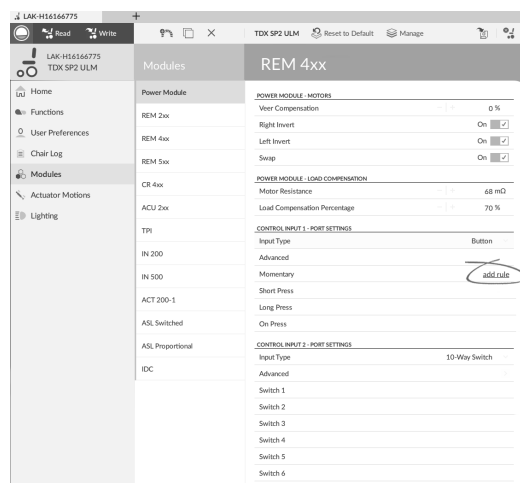 LAK-H16166775
+
Read
Write
TDX SP2 ULM
Reset to Default
Manage
LAK-H16166775
TDX SP2 ULM
Modules
REM 4xx
Home
Functions
User Preferences
Chair Log
Modules
Actuator Motions
Lighting
Power Module
REM 2xx
REM 4xx
REM 5xx
CR 4xx
ACU 2xx
TPI
IN 200
IN 500
ACT 200-1
ASL Switched
ASL Proportional
IDC
POWER MODULE - MOTORS
Veer Compensation - + 0 %
Right Invert On
Left Invert On
Swap On
POWER MODULE - LOAD COMPENSATION
Motor Resistance - + 68 mΩ
Load Compensation Percentage - + 70 %
CONTROL INPUT 1 - PORT SETTINGS
Input Type Button
Advanced
Momentary add rule
Short Press
Long Press
On Press
CONTROL INPUT 2 - PORT SETTINGS
Input Type 10-Way Switch
Advanced
Switch 1
Switch 2
Switch 3
Switch 4
Switch 5
Switch 6